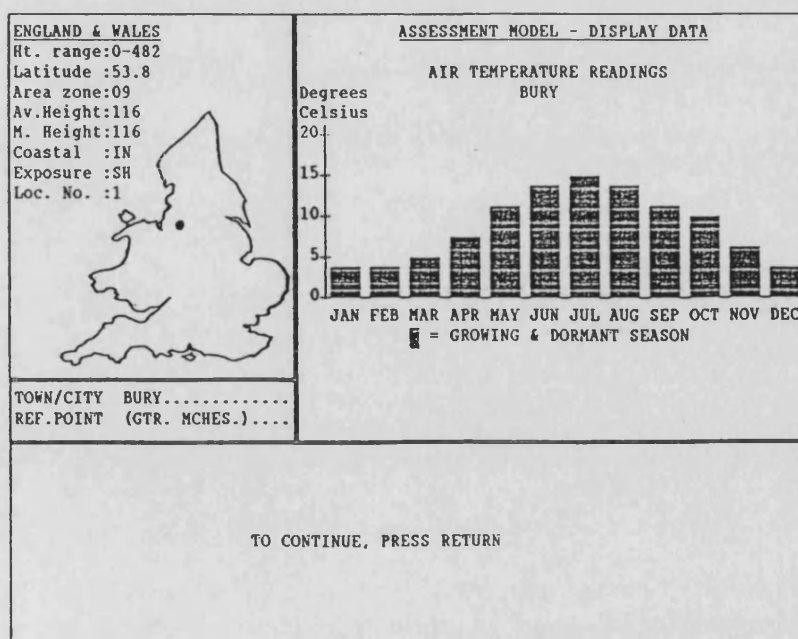 ENGLAND & WALES
Ht. range:0-482
Latitude :53.8
Area zone:09
Av.Height:116
M. Height:116
Coastal :IN
Exposure :SH
Loc. No. :1
TOWN/CITY BURY.............
REF.POINT (GTR. MCHES.)....
ASSESSMENT MODEL - DISPLAY DATA
AIR TEMPERATURE READINGS
BURY
Degrees
Celsius
20
15
10
5
0
JAN FEB MAR APR MAY JUN JUL AUG SEP OCT NOV DEC
= GROWING & DORMANT SEASON
TO CONTINUE, PRESS RETURN